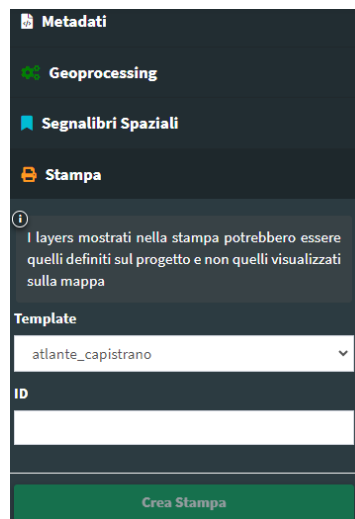 Metadati
Geoprocessing
Segnalibri Spaziali
Stampa
I layers mostrati nella stampa potrebbero essere
quelli definiti sul progetto e non quelli visualizzati
sulla mappa
Template
atlante_capistrano
ID
Crea Stampa